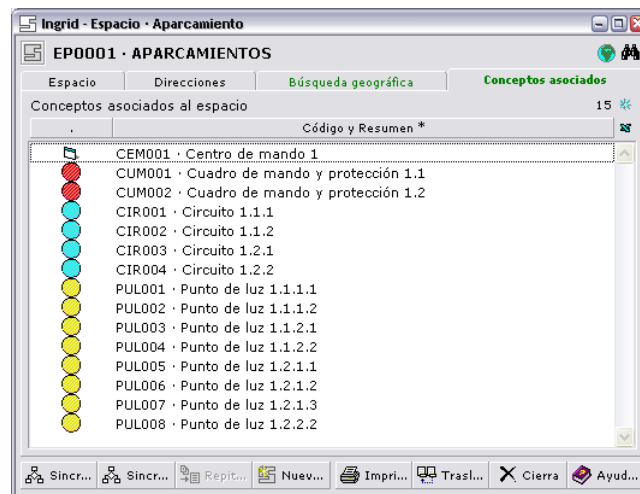 Ingrid - Espacio · Aparcamiento
EP0001 · APARCAMIENTOS
Espacio Direcciones Búsqueda geográfica Conceptos asociados
Conceptos asociados al espacio 15
. Código y Resumen *
CEM001 · Centro de mando 1
CUM001 · Cuadro de mando y protección 1.1
CUM002 · Cuadro de mando y protección 1.2
CIR001 · Circuito 1.1.1
CIR002 · Circuito 1.1.2
CIR003 · Circuito 1.2.1
CIR004 · Circuito 1.2.2
PUL001 · Punto de luz 1.1.1.1
PUL002 · Punto de luz 1.1.1.2
PUL003 · Punto de luz 1.1.2.1
PUL004 · Punto de luz 1.1.2.2
PUL005 · Punto de luz 1.2.1.1
PUL006 · Punto de luz 1.2.1.2
PUL007 · Punto de luz 1.2.1.3
PUL008 · Punto de luz 1.2.2.2
Sincr... Sincr... Repit... Nuev... Impri... Trasl... Cierra Ayud...